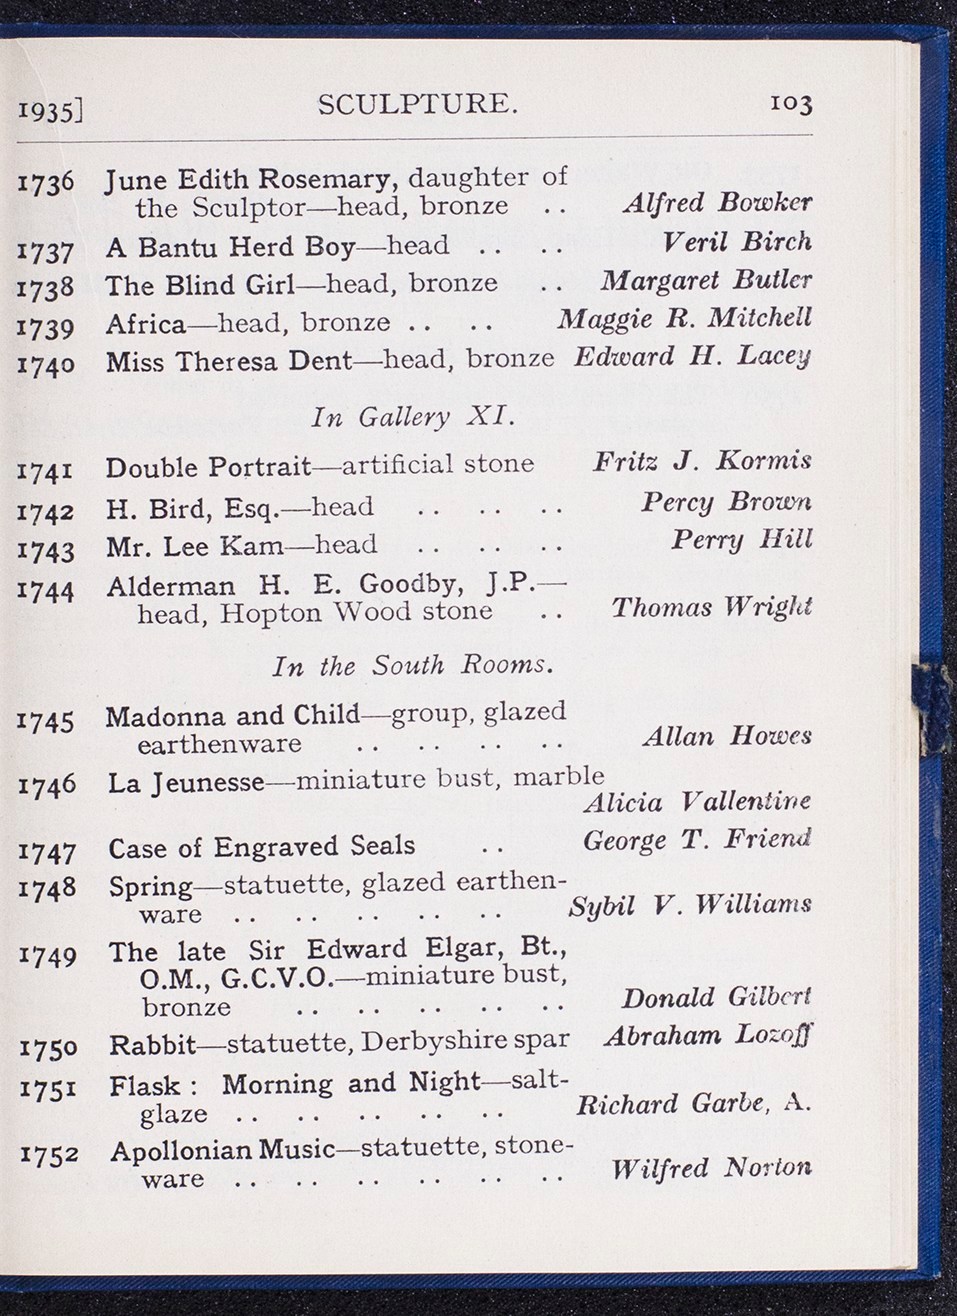 1935] SCULPTURE. 103
1736 June Edith Rosemary, daughter of
the Sculptor—head, bronze .. Alfred Bowker
1737 A Bantu Herd Boy—head .. .. Veril Birch
1738 The Blind Girl—head, bronze .. Margaret Butler
1739 Africa—head, bronze .. .. Maggie R. Mitchell
1740 Miss Theresa Dent—head, bronze Edward H. Lacey
In Gallery XI.
1741 Double Portrait—artificial stone Fritz J. Kormis
1742 H. Bird, Esq.—head .. .. .. Percy Brown
1743 Mr. Lee Kam—head .. .. .. Perry Hill
1744 Alderman H. E. Goodby, J.P.—
head, Hopton Wood stone .. Thomas Wright
In the South Rooms.
1745 Madonna and Child—group, glazed
earthenware .. .. .. .. Allan Howes
1746 La Jeunesse—miniature bust, marble
Alicia Vallentine
1747 Case of Engraved Seals .. George T. Friend
1748 Spring—statuette, glazed earthen-
ware .. .. .. .. .. Sybil V. Williams
1749 The late Sir Edward Elgar, Bt.,
O.M., G.C.V.O.—miniature bust,
bronze .. .. .. .. .. Donald Gilbert
1750 Rabbit—statuette, Derbyshire spar Abraham Lozoff
1751 Flask : Morning and Night—salt-
glaze .. .. .. .. .. Richard Garbe, A.
1752 Apollonian Music—statuette, stone-
ware .. .. .. .. .. .. Wilfred Norton